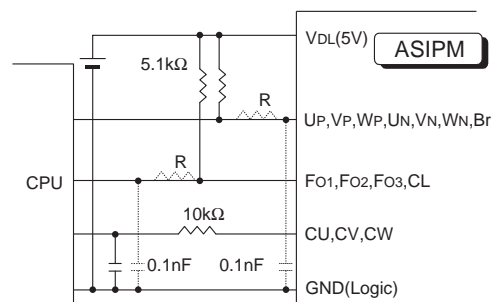 VDL(5V)
ASIPM
5.1kΩ
R
UP,VP,WP,UN,VN,WN,Br
R
CPU
FO1,FO2,FO3,CL
10kΩ
CU,CV,CW
0.1nF
0.1nF
GND(Logic)